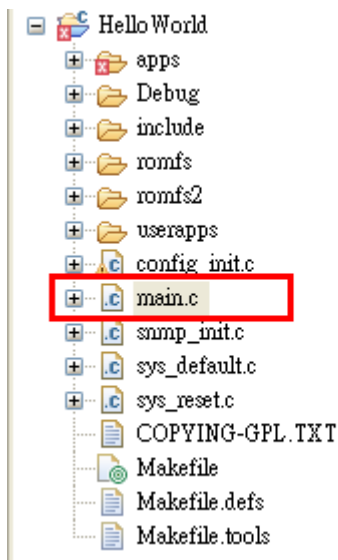 HelloWorld
apps
Debug
include
romfs
romfs2
userapps
config_init.c
main.c
snmp_init.c
sys_default.c
sys_reset.c
COPYING-GPL.TXT
Makefile
Makefile.defs
Makefile.tools